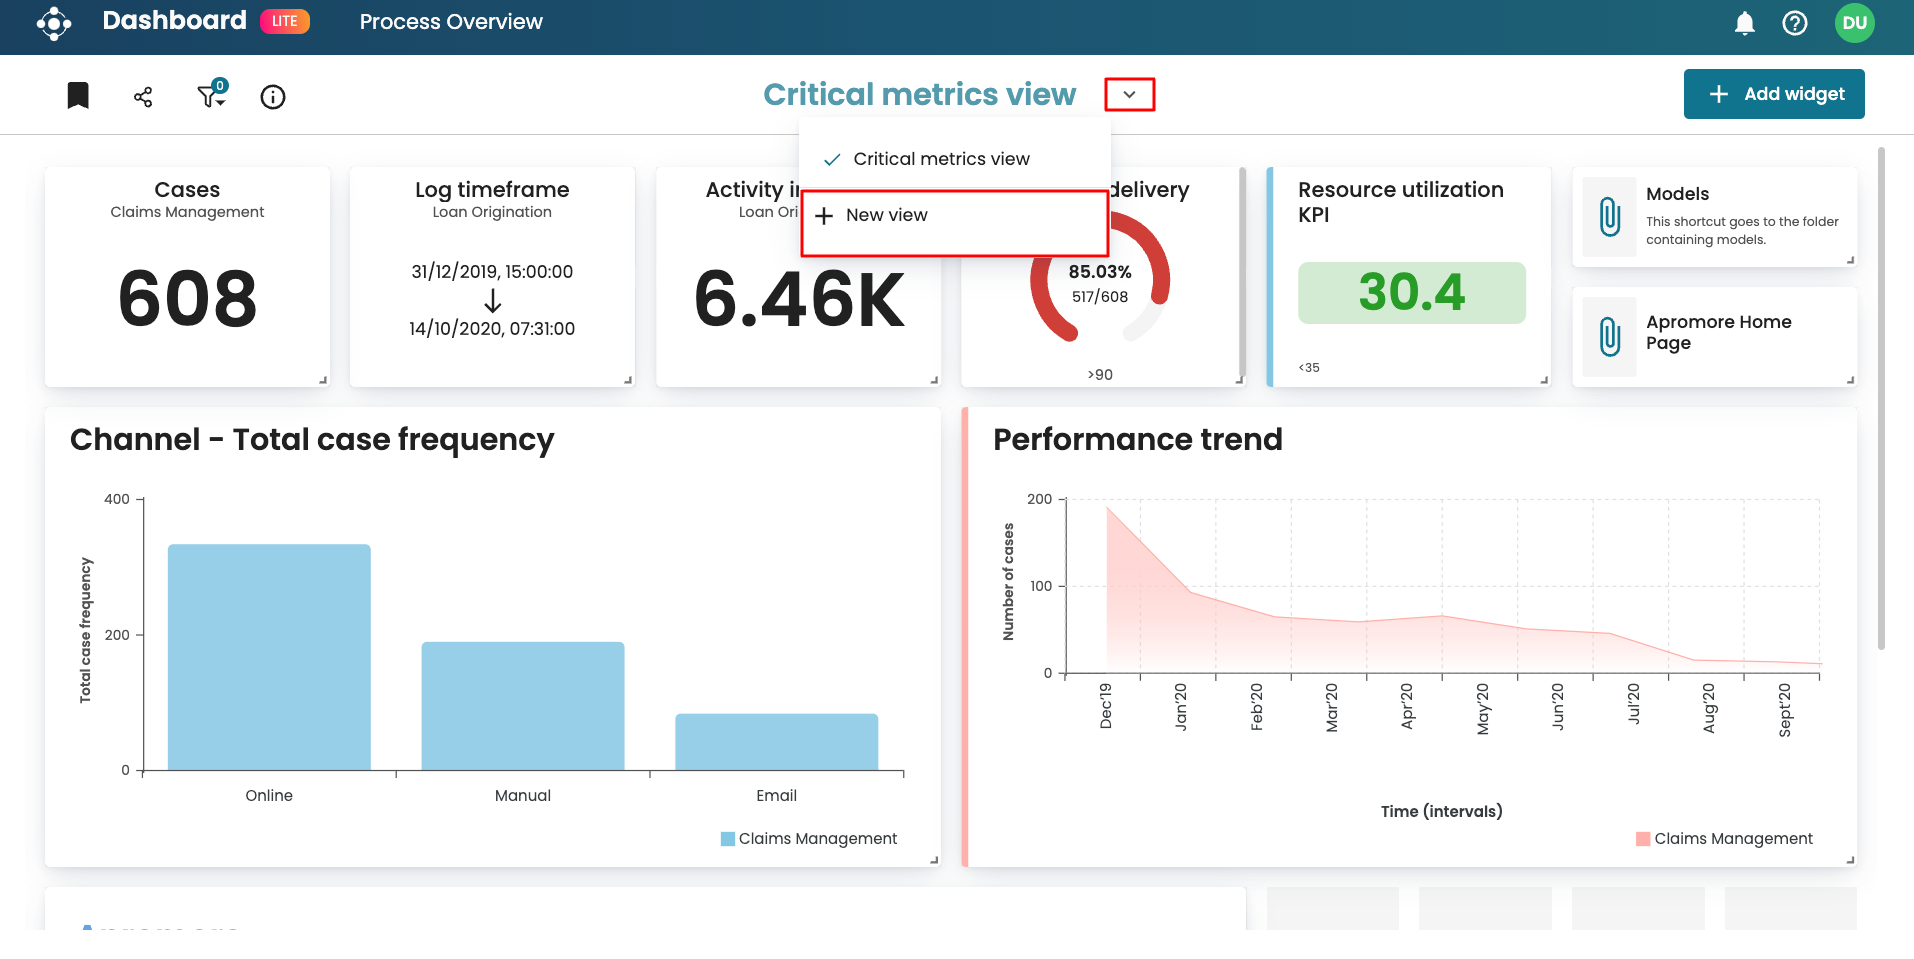 Dashboard LITE Process Overview
DU
0
Critical metrics view
Add widget
Critical metrics view
New view
Cases
Claims Management
608
Log timeframe
Loan Origination
31/12/2019, 15:00:00
14/10/2020, 07:31:00
Activity
6.46K
delivery
85.03%
517/608
>90
Resource utilization
KPI
30.4
<35
Models
This shortcut goes to the folder
containing models.
Apromore Home
Page
Channel - Total case frequency
Total case frequency
400
200
0
Online
Manual
Email
Claims Management
Performance trend
Number of cases
200
100
0
Dec'19
Jan'20
Feb'20
Mar'20
Apr'20
May'20
Jun'20
Jul'20
Aug'20
Sept'20
Time (intervals)
Claims Management